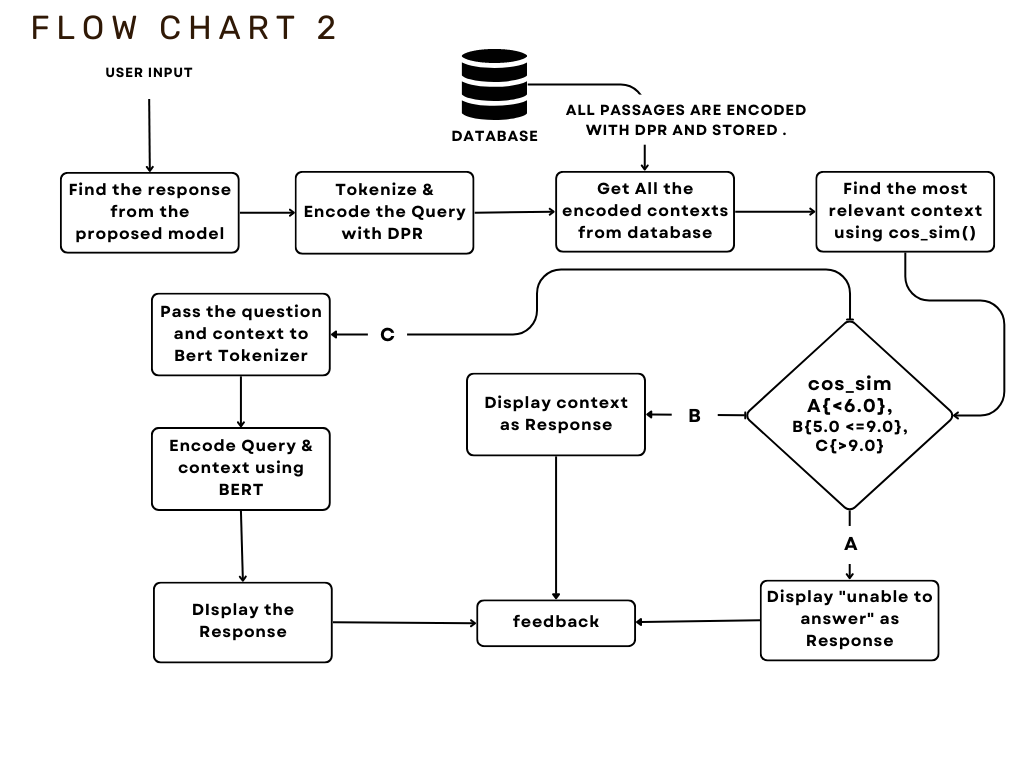 FLOW CHART 2
USER INPUT
DATABASE
ALL PASSAGES ARE ENCODED
WITH DPR AND STORED .
Find the response
from the
proposed model
Tokenize &
Encode the Query
with DPR
Get All the
encoded contexts
from database
Find the most
relevant context
using cos_sim()
Pass the question
and context to
Bert Tokenizer
C
Display context
as Response
B
cos_sim
A{<6.0},
B{5.0 <=9.0},
C{>9.0}
Encode Query &
context using
BERT
A
DIsplay the
Response
feedback
Display "unable to
answer" as
Response